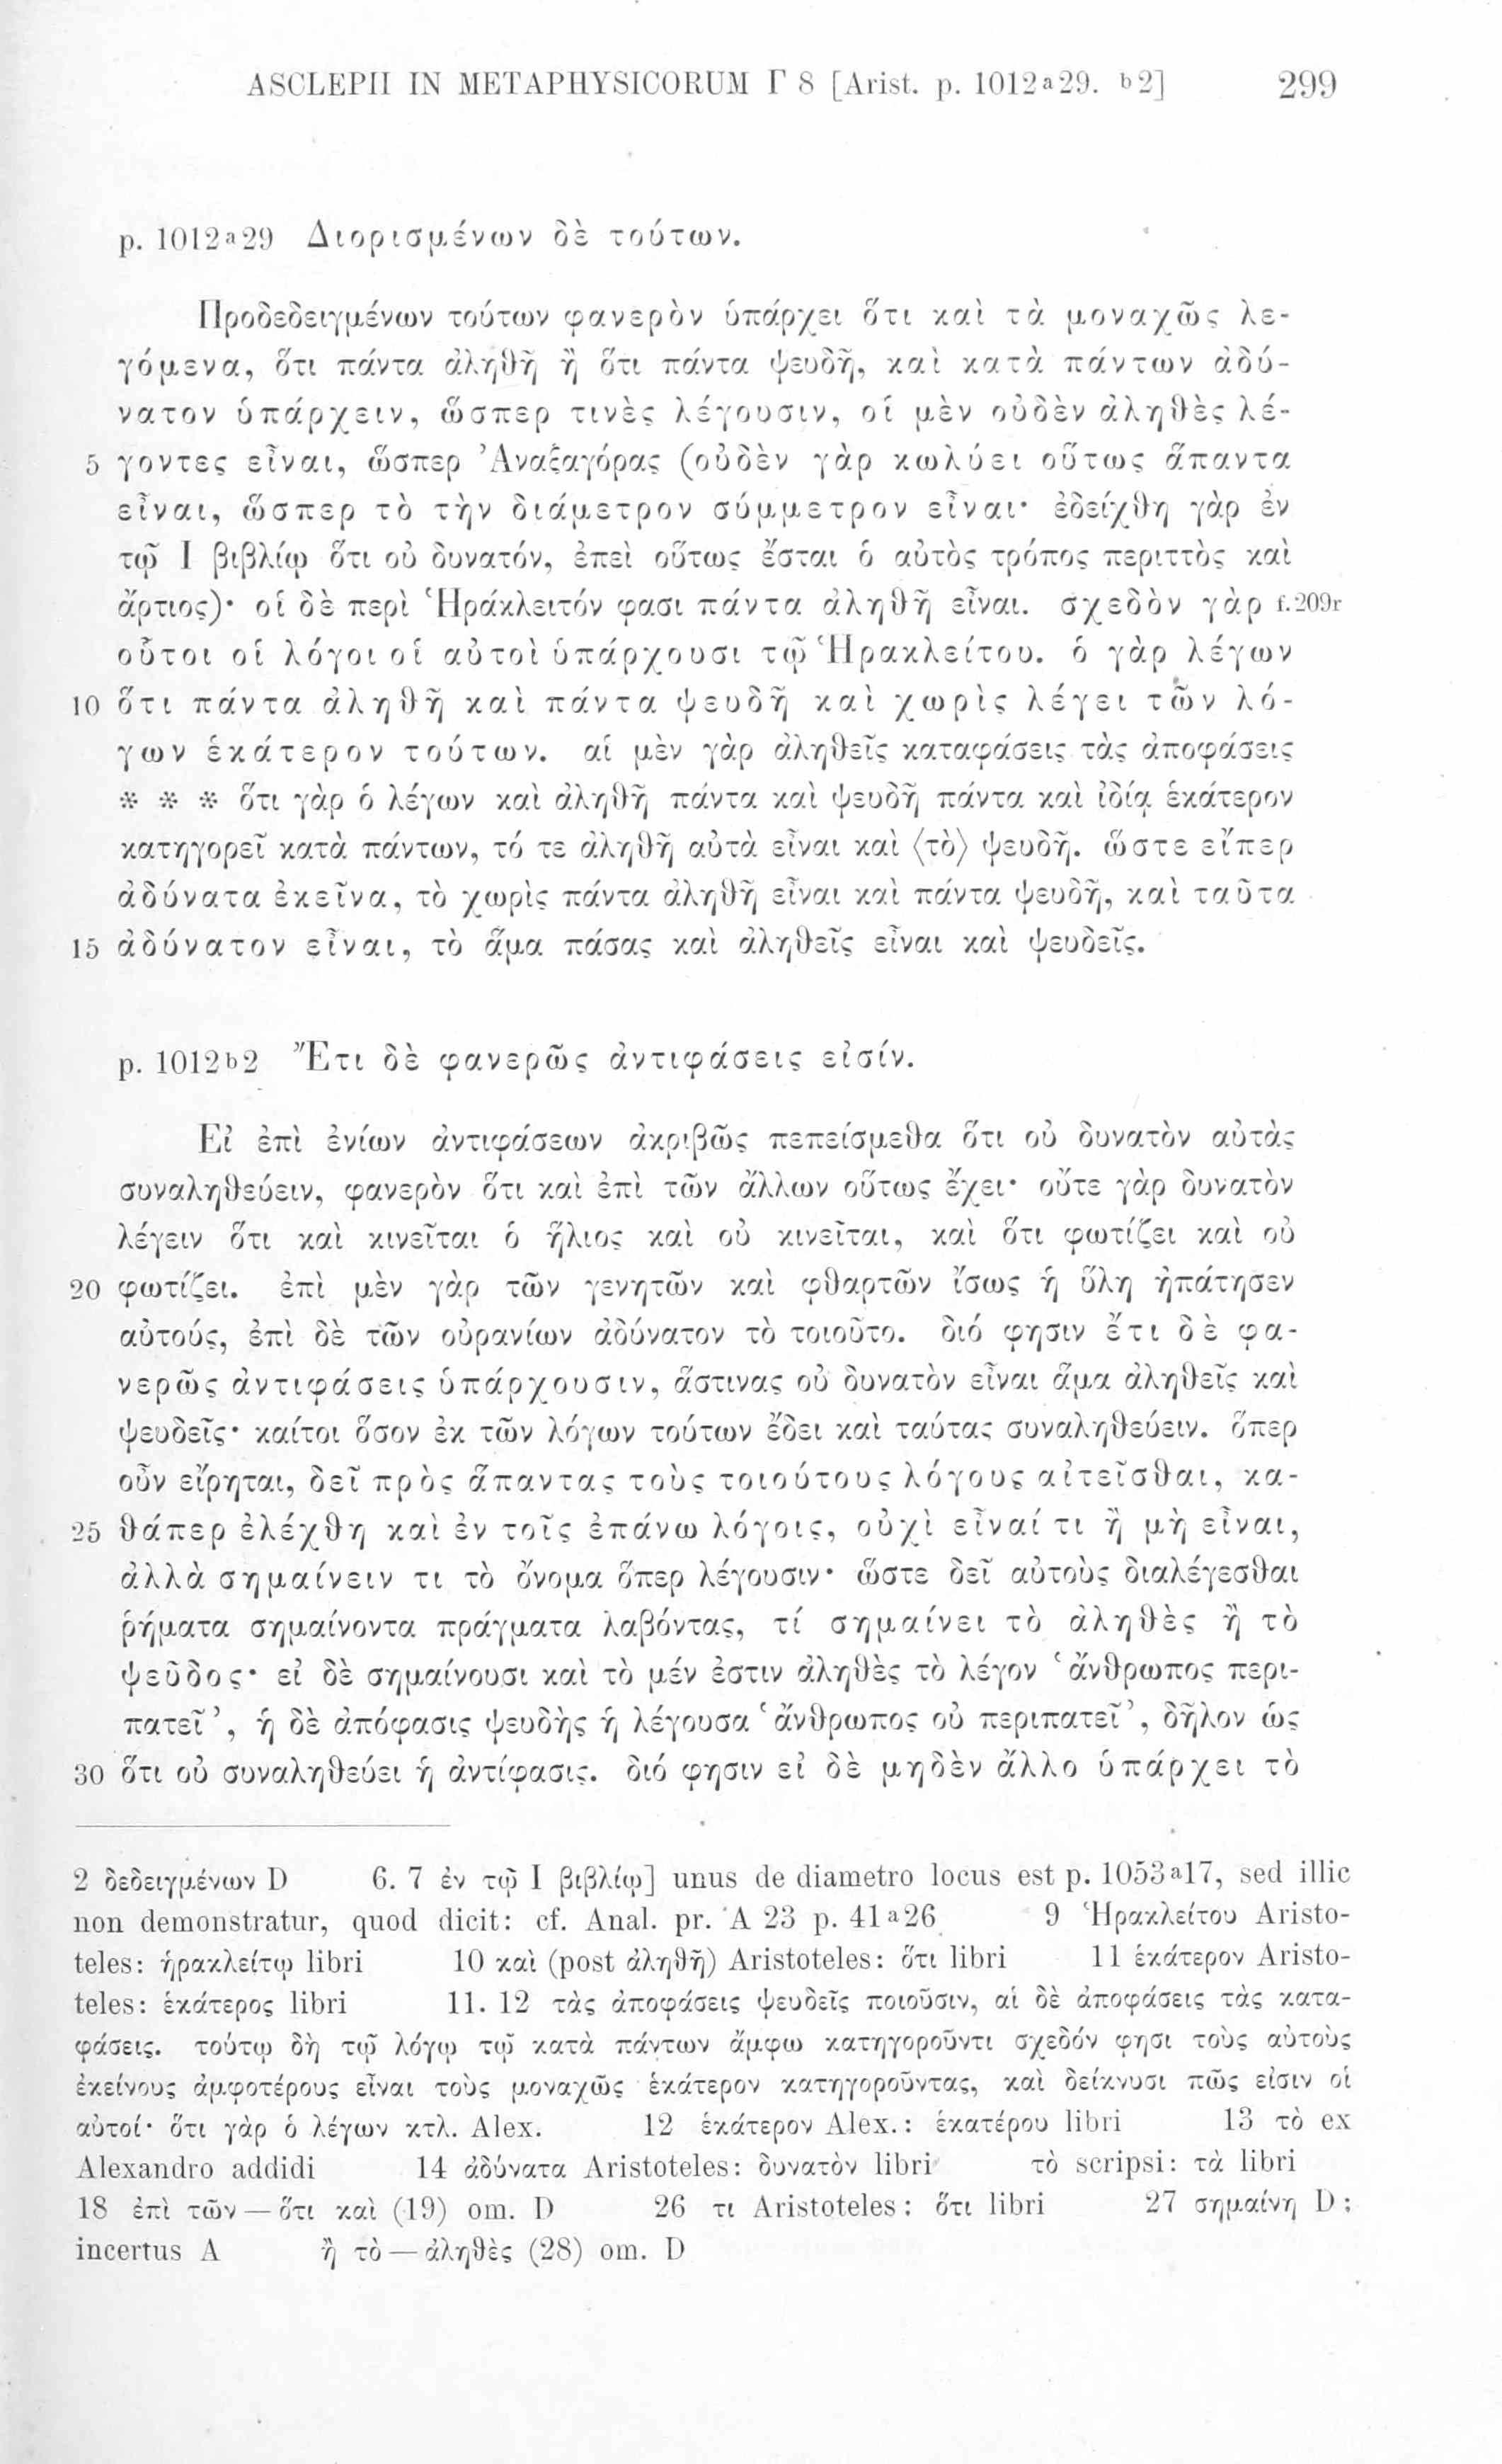 ASCLEPII IN METAPHYSICORUM Γ 8 [Arist. p. 1012a29. b2] 299
p. 1012a29 Διορισμένων δὲ τούτων.
Προδεδειγμένων τούτων φανερὸν ὑπάρχει ὅτι καὶ τὰ μοναχῶς λε-
γόμενα, ὅτι πάντα ἀληθῆ ἢ ὅτι πάντα ψευδῆ, καὶ κατὰ πάντων ἀδύ-
νατον ὑπάρχειν, ὥσπερ τινὲς λέγουσιν, οἱ μὲν οὐδὲν ἀληθὲς λέ-
5 γοντες εἶναι, ὥσπερ Ἀναξαγόρας (οὐδὲν γὰρ κωλύει οὕτως ἅπαντα
εἶναι, ὥσπερ τὸ τὴν διάμετρον σύμμετρον εἶναι· ἐδείχθη γὰρ ἐν
τῷ Ι βιβλίῳ ὅτι οὐ δυνατόν, ἐπεὶ οὕτως ἔσται ὁ αὐτὸς τρόπος περιττὸς καὶ
ἄρτιος)· οἱ δὲ περὶ Ἡράκλειτόν φασι πάντα ἀληθῆ εἶναι. σχεδὸν γὰρ f.209r
οὗτοι οἱ λόγοι οἱ αὐτοὶ ὑπάρχουσι τῷ Ἡρακλείτου. ὁ γὰρ λέγων
10 ὅτι πάντα ἀληθῆ καὶ πάντα ψευδῆ καὶ χωρὶς λέγει τῶν λό-
γων ἑκάτερον τούτων. αἱ μὲν γὰρ ἀληθεῖς καταφάσεις τὰς ἀποφάσεις
* * * ὅτι γὰρ ὁ λέγων καὶ ἀληθῆ πάντα καὶ ψευδῆ πάντα καὶ ἰδίᾳ ἑκάτερον
κατηγορεῖ κατὰ πάντων, τό τε ἀληθῆ αὐτὰ εἶναι καὶ ⟨τὸ⟩ ψευδῆ. ὥστε εἴπερ
ἀδύνατα ἐκεῖνα, τὸ χωρὶς πάντα ἀληθῆ εἶναι καὶ πάντα ψευδῆ, καὶ ταῦτα
15 ἀδύνατον εἶναι, τὸ ἅμα πάσας καὶ ἀληθεῖς εἶναι καὶ ψευδεῖς.
p. 1012b2 Ἔτι δὲ φανερῶς ἀντιφάσεις εἰσίν.
Εἰ ἐπὶ ἐνίων ἀντιφάσεων ἀκριβῶς πεπείσμεθα ὅτι οὐ δυνατὸν αὐτὰς
συναληθεύειν, φανερὸν ὅτι καὶ ἐπὶ τῶν ἄλλων οὕτως ἔχει· οὔτε γὰρ δυνατὸν
λέγειν ὅτι καὶ κινεῖται ὁ ἥλιος καὶ οὐ κινεῖται, καὶ ὅτι φωτίζει καὶ οὐ
20 φωτίζει. ἐπὶ μὲν γὰρ τῶν γενητῶν καὶ φθαρτῶν ἴσως ἡ ὕλη ἠπάτησεν
αὐτούς, ἐπὶ δὲ τῶν οὐρανίων ἀδύνατον τὸ τοιοῦτο. διό φησιν ἔτι δὲ φα-
νερῶς ἀντιφάσεις ὑπάρχουσιν, ἅστινας οὐ δυνατὸν εἶναι ἅμα ἀληθεῖς καὶ
ψευδεῖς· καίτοι ὅσον ἐκ τῶν λόγων τούτων ἔδει καὶ ταύτας συναληθεύειν. ὅπερ
οὖν εἴρηται, δεῖ πρὸς ἅπαντας τοὺς τοιούτους λόγους αἰτεῖσθαι, κα-
25 θάπερ ἐλέχθη καὶ ἐν τοῖς ἐπάνω λόγοις, οὐχὶ εἶναί τι ἢ μὴ εἶναι,
ἀλλὰ σημαίνειν τι τὸ ὄνομα ὅπερ λέγουσιν· ὥστε δεῖ αὐτοὺς διαλέγεσθαι
ῥήματα σημαίνοντα πράγματα λαβόντας, τί σημαίνει τὸ ἀληθὲς ἢ τὸ
ψεῦδος· εἰ δὲ σημαίνουσι καὶ τὸ μέν ἐστιν ἀληθὲς τὸ λέγον ‘ἄνθρωπος περι-
πατεῖ’, ἡ δὲ ἀπόφασις ψευδὴς ἡ λέγουσα ‘ἄνθρωπος οὐ περιπατεῖ’, δῆλον ὡς
30 ὅτι οὐ συναληθεύει ἡ ἀντίφασις. διό φησιν εἰ δὲ μηδὲν ἄλλο ὑπάρχει τὸ
2 δεδειγμένων D 6. 7 ἐν τῷ Ι βιβλίῳ] unus de diametro locus est p. 1053a17, sed illic
non demonstratur, quod dicit: cf. Anal. pr. A 23 p. 41a26 9 Ἡρακλείτου Aristo-
teles: ἡρακλείτῳ libri 10 καὶ (post ἀληθῆ) Aristoteles: ὅτι libri 11 ἑκάτερον Aristo-
teles: ἑκάτερος libri 11. 12 τὰς ἀποφάσεις ψευδεῖς ποιοῦσιν, αἱ δὲ ἀποφάσεις τὰς κατα-
φάσεις. τούτῳ δὴ τῷ λόγῳ τῷ κατὰ πάντων ἄμφω κατηγοροῦντι σχεδόν φησι τοὺς αὐτοὺς
ἐκείνους ἀμφοτέρους εἶναι τοὺς μοναχῶς ἑκάτερον κατηγοροῦντας, καὶ δείκνυσι πῶς εἰσιν οἱ
αὐτοί· ὅτι γὰρ ὁ λέγων κτλ. Alex. 12 ἑκάτερον Alex.: ἑκατέρου libri 13 τὸ ex
Alexandro addidi 14 ἀδύνατα Aristoteles: δυνατὸν libri τὸ scripsi: τὰ libri
18 ἐπὶ τῶν — ὅτι καὶ (19) om. D 26 τι Aristoteles: ὅτι libri 27 σημαίνῃ D;
incertus A ἢ τὸ — ἀληθὲς (28) om. D